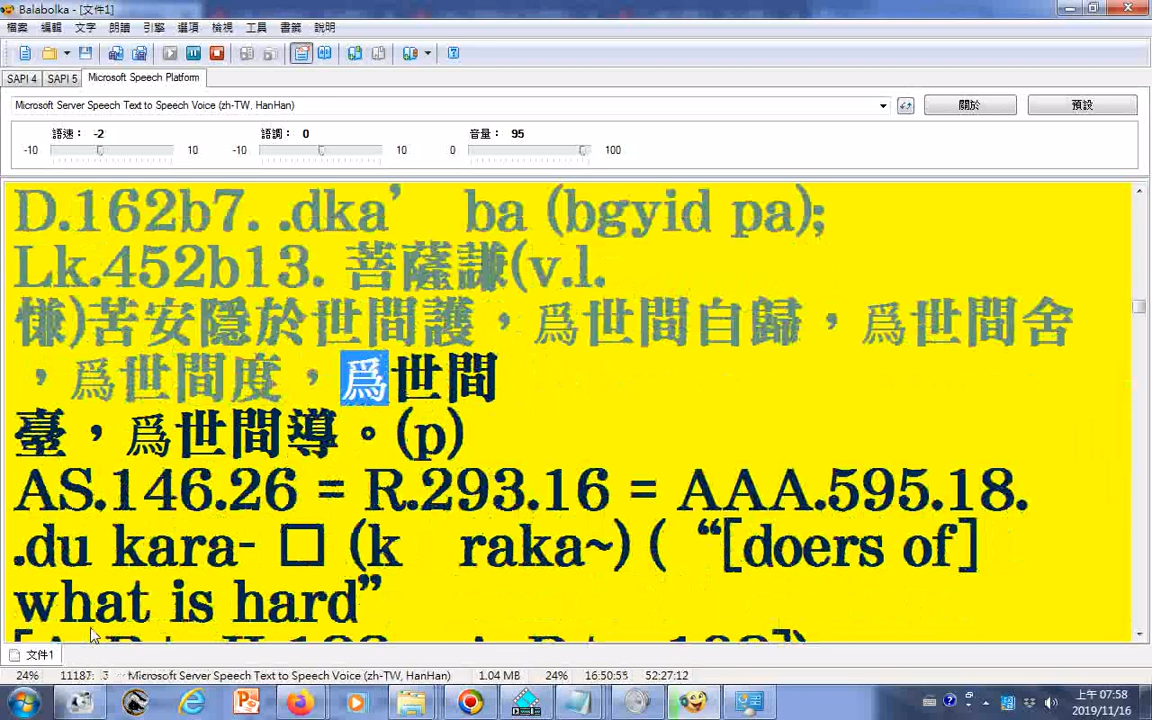 Balabolka - [文件1]
檔案 編輯 文字 朗讀 引擎 選項 檢視 工具 書籤 說明
SAPI 4 SAPI 5 Microsoft Speech Platform
Microsoft Server Speech Text to Speech Voice (zh-TW, HanHan) 關於 預設
語速： -2 語調： 0 音量： 95
-10 10 -10 10 0 100
D.162b7. .dka’ ba (bgyid pa);
Lk.452b13. 菩薩謙(v.l.
慊)苦安隱於世間護，爲世間自歸，爲世間舍
，爲世間度，爲世間
臺，爲世間導。(p)
AS.146.26 = R.293.16 = AAA.595.18.
.du kara- □ (k raka~) ( “[doers of]
what is hard”
文件1
24% Microsoft Server Speech Text to Speech Voice (zh-TW, HanHan) 1.04 MB 24% 16:50:55 52:27:12
上午 07:58
2019/11/16